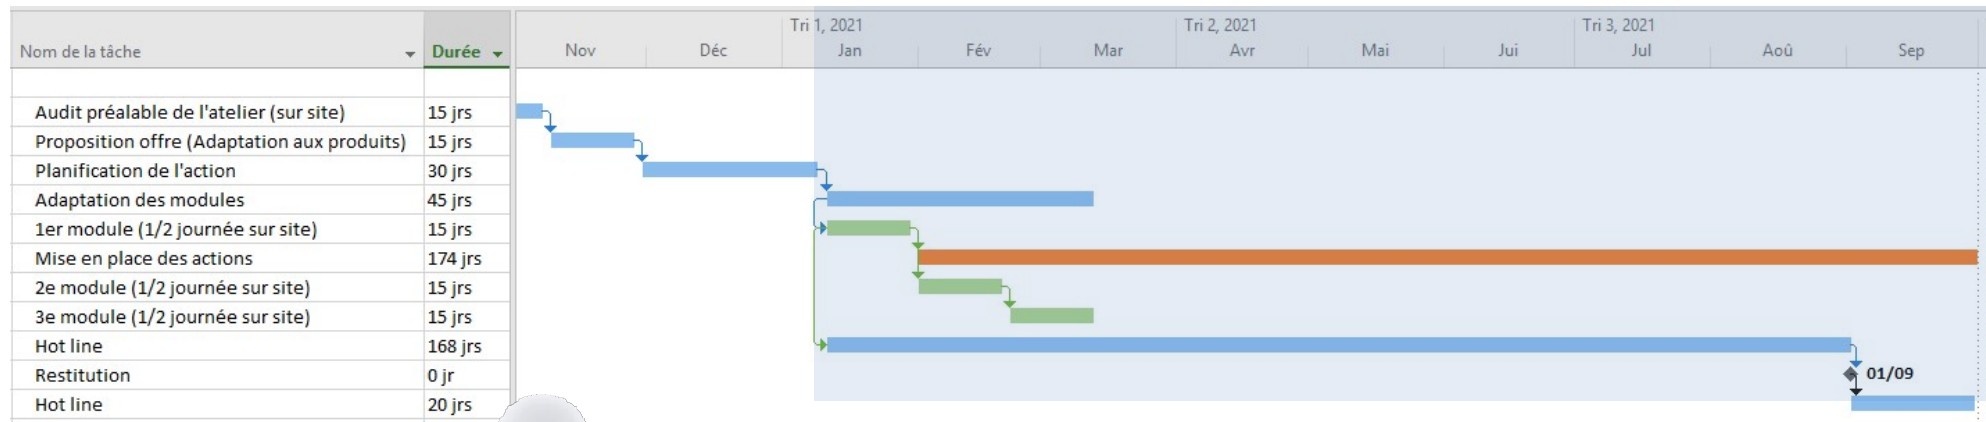 Tri 1, 2021 Tri 2, 2021 Tri 3, 2021
Nom de la tâche Durée Nov Déc Jan Fév Mar Avr Mai Jui Jul Aoû Sep
Audit préalable de l'atelier (sur site) 15 jrs
Proposition offre (Adaptation aux produits) 15 jrs
Planification de l'action 30 jrs
Adaptation des modules 45 jrs
1er module (1/2 journée sur site) 15 jrs
Mise en place des actions 174 jrs
2e module (1/2 journée sur site) 15 jrs
3e module (1/2 journée sur site) 15 jrs
Hot line 168 jrs
Restitution 0 jr 01/09
Hot line 20 jrs